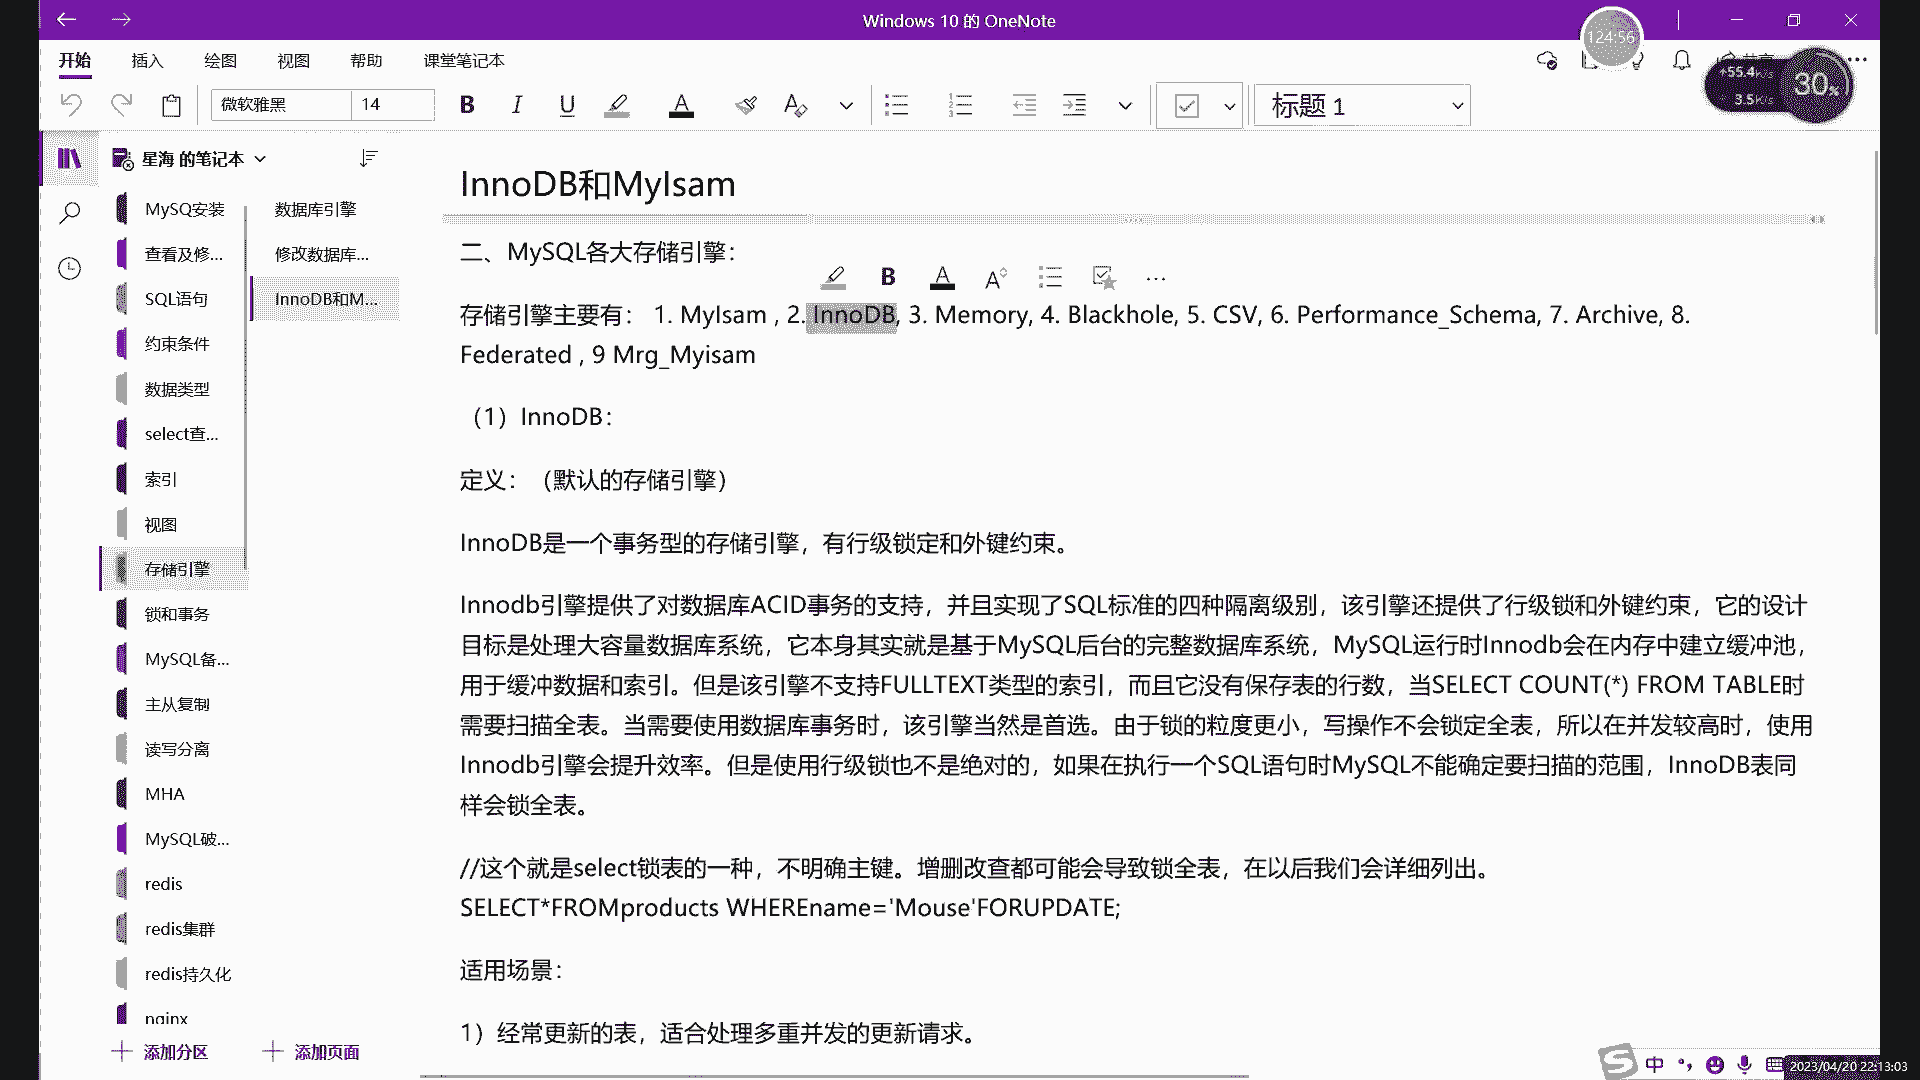 Windows 10 的 OneNote
124:56
开始 插入 绘图 视图 帮助 课堂笔记本
+55.4K/s
3.5K/s
30%
微软雅黑 14 标题 1
星海 的笔记本
MySQ安装
查看及修...
SQL语句
约束条件
数据类型
select查...
索引
视图
存储引擎
锁和事务
MySQL备...
主从复制
读写分离
MHA
MySQL破...
redis
redis集群
redis持久化
nginx
添加分区
数据库引擎
修改数据库...
InnoDB和M...
添加页面
InnoDB和MyIsam
二、MySQL各大存储引擎：
存储引擎主要有： 1. MyIsam , 2. InnoDB, 3. Memory, 4. Blackhole, 5. CSV, 6. Performance_Schema, 7. Archive, 8.
Federated , 9 Mrg_Myisam
（1）InnoDB：
定义：（默认的存储引擎）
InnoDB是一个事务型的存储引擎，有行级锁定和外键约束。
Innodb引擎提供了对数据库ACID事务的支持，并且实现了SQL标准的四种隔离级别，该引擎还提供了行级锁和外键约束，它的设计
目标是处理大容量数据库系统，它本身其实就是基于MySQL后台的完整数据库系统，MySQL运行时Innodb会在内存中建立缓冲池，
用于缓冲数据和索引。但是该引擎不支持FULLTEXT类型的索引，而且它没有保存表的行数，当SELECT COUNT(*) FROM TABLE时
需要扫描全表。当需要使用数据库事务时，该引擎当然是首选。由于锁的粒度更小，写操作不会锁定全表，所以在并发较高时，使用
Innodb引擎会提升效率。但是使用行级锁也不是绝对的，如果在执行一个SQL语句时MySQL不能确定要扫描的范围，InnoDB表同
样会锁全表。
//这个就是select锁表的一种，不明确主键。增删改查都可能会导致锁全表，在以后我们会详细列出。
SELECT*FROMproducts WHEREname='Mouse'FORUPDATE;
适用场景：
1）经常更新的表，适合处理多重并发的更新请求。
中
2023/04/20 22:13:03